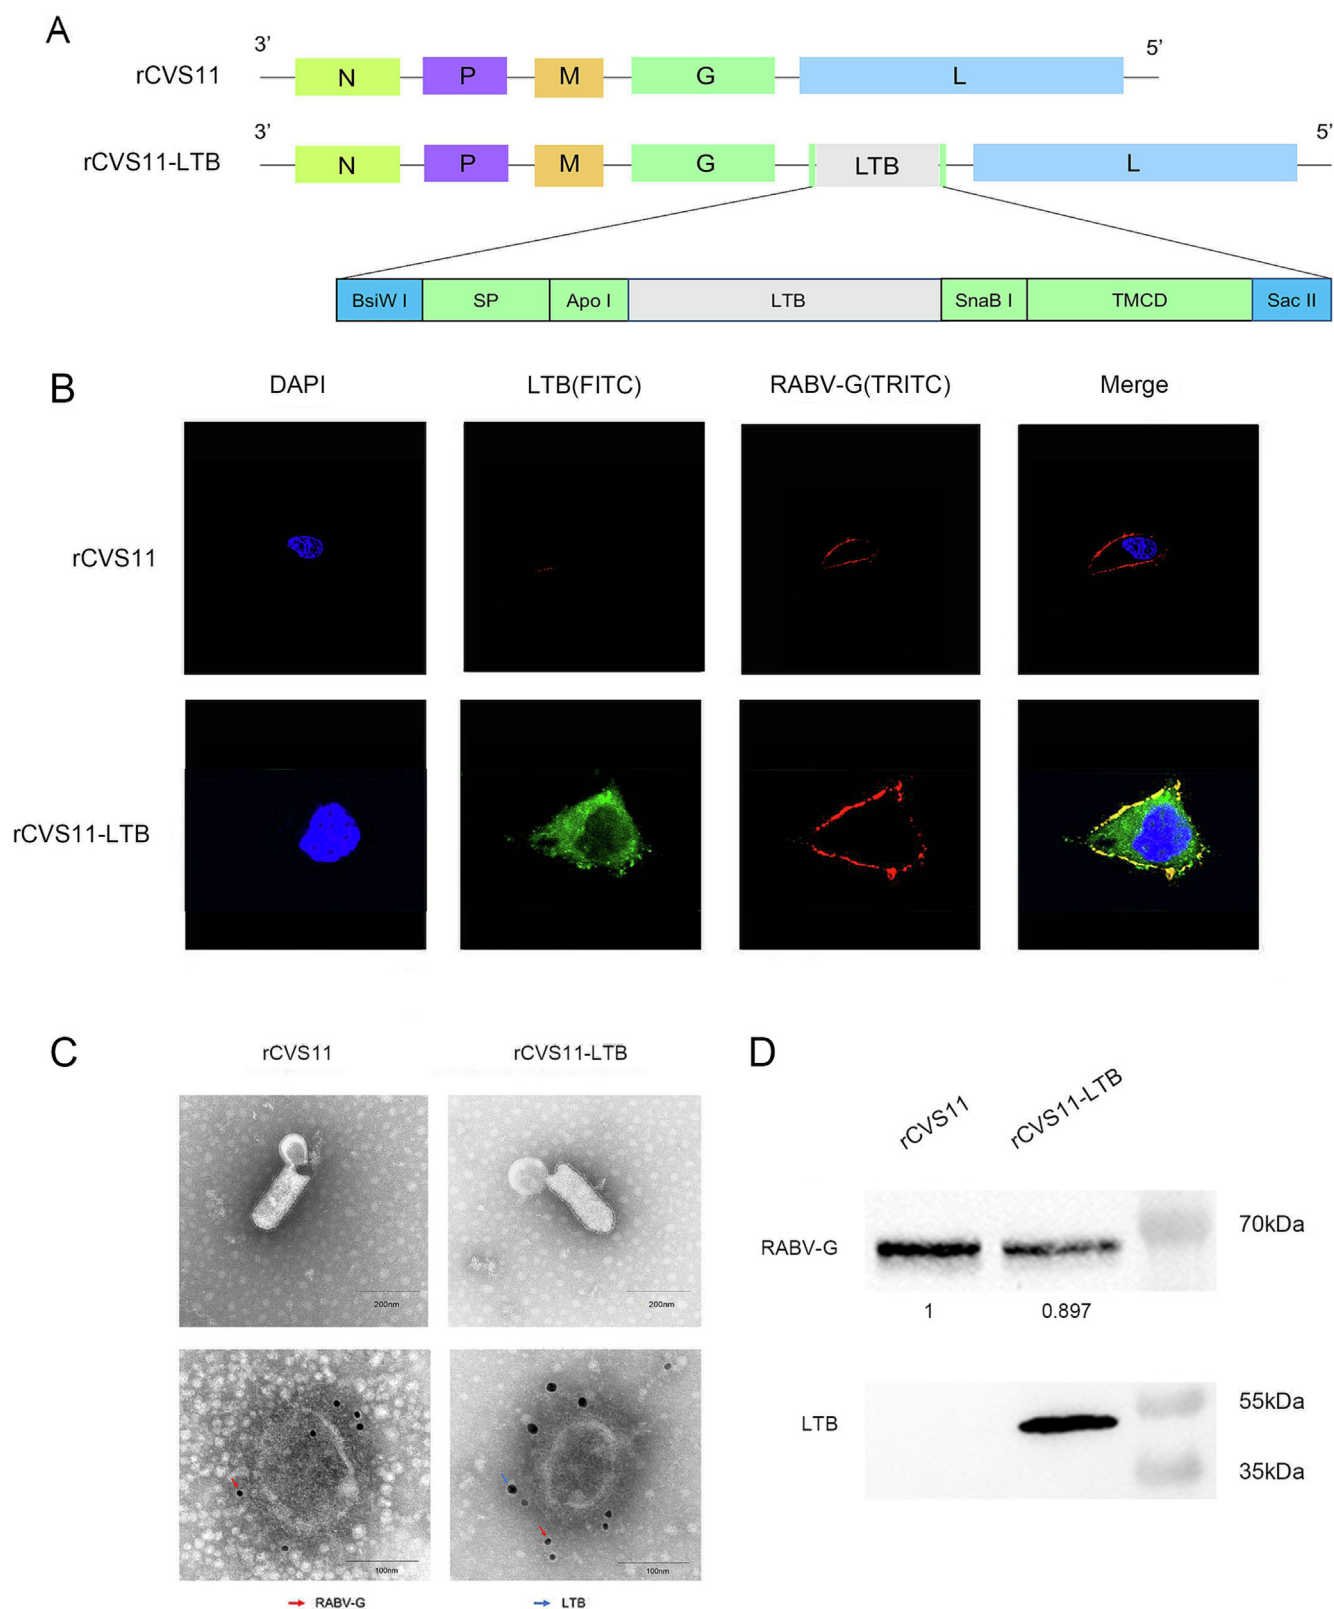 A
3’ 5’
rCVS11 N P M G L
3’ 5’
rCVS11-LTB N P M G LTB L
BsiW I SP Apo I LTB SnaB I TMCD Sac II
B
DAPI LTB(FITC) RABV-G(TRITC) Merge
rCVS11
rCVS11-LTB
C
rCVS11 rCVS11-LTB
200nm 200nm
100nm 100nm
RABV-G LTB
D
rCVS11 rCVS11-LTB
RABV-G 70kDa
1 0.897
LTB 55kDa
35kDa